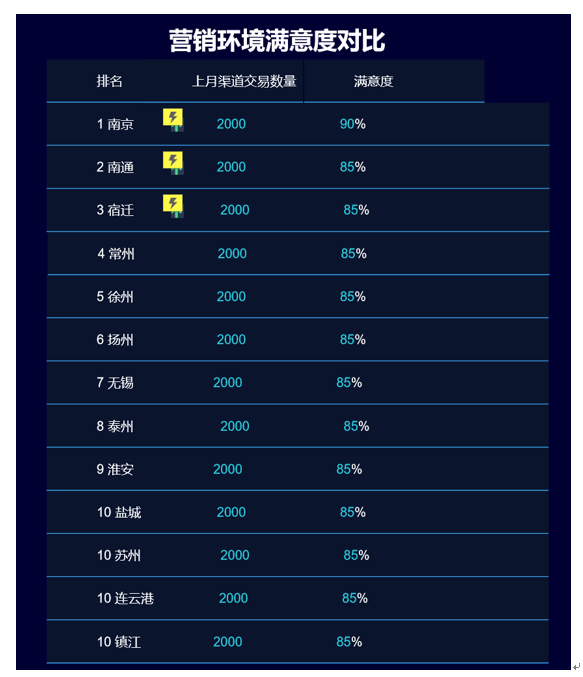 营销环境满意度对比
排名 上月渠道交易数量 满意度
1 南京 2000 90%
2 南通 2000 85%
3 宿迁 2000 85%
4 常州 2000 85%
5 徐州 2000 85%
6 扬州 2000 85%
7 无锡 2000 85%
8 泰州 2000 85%
9 淮安 2000 85%
10 盐城 2000 85%
10 苏州 2000 85%
10 连云港 2000 85%
10 镇江 2000 85%